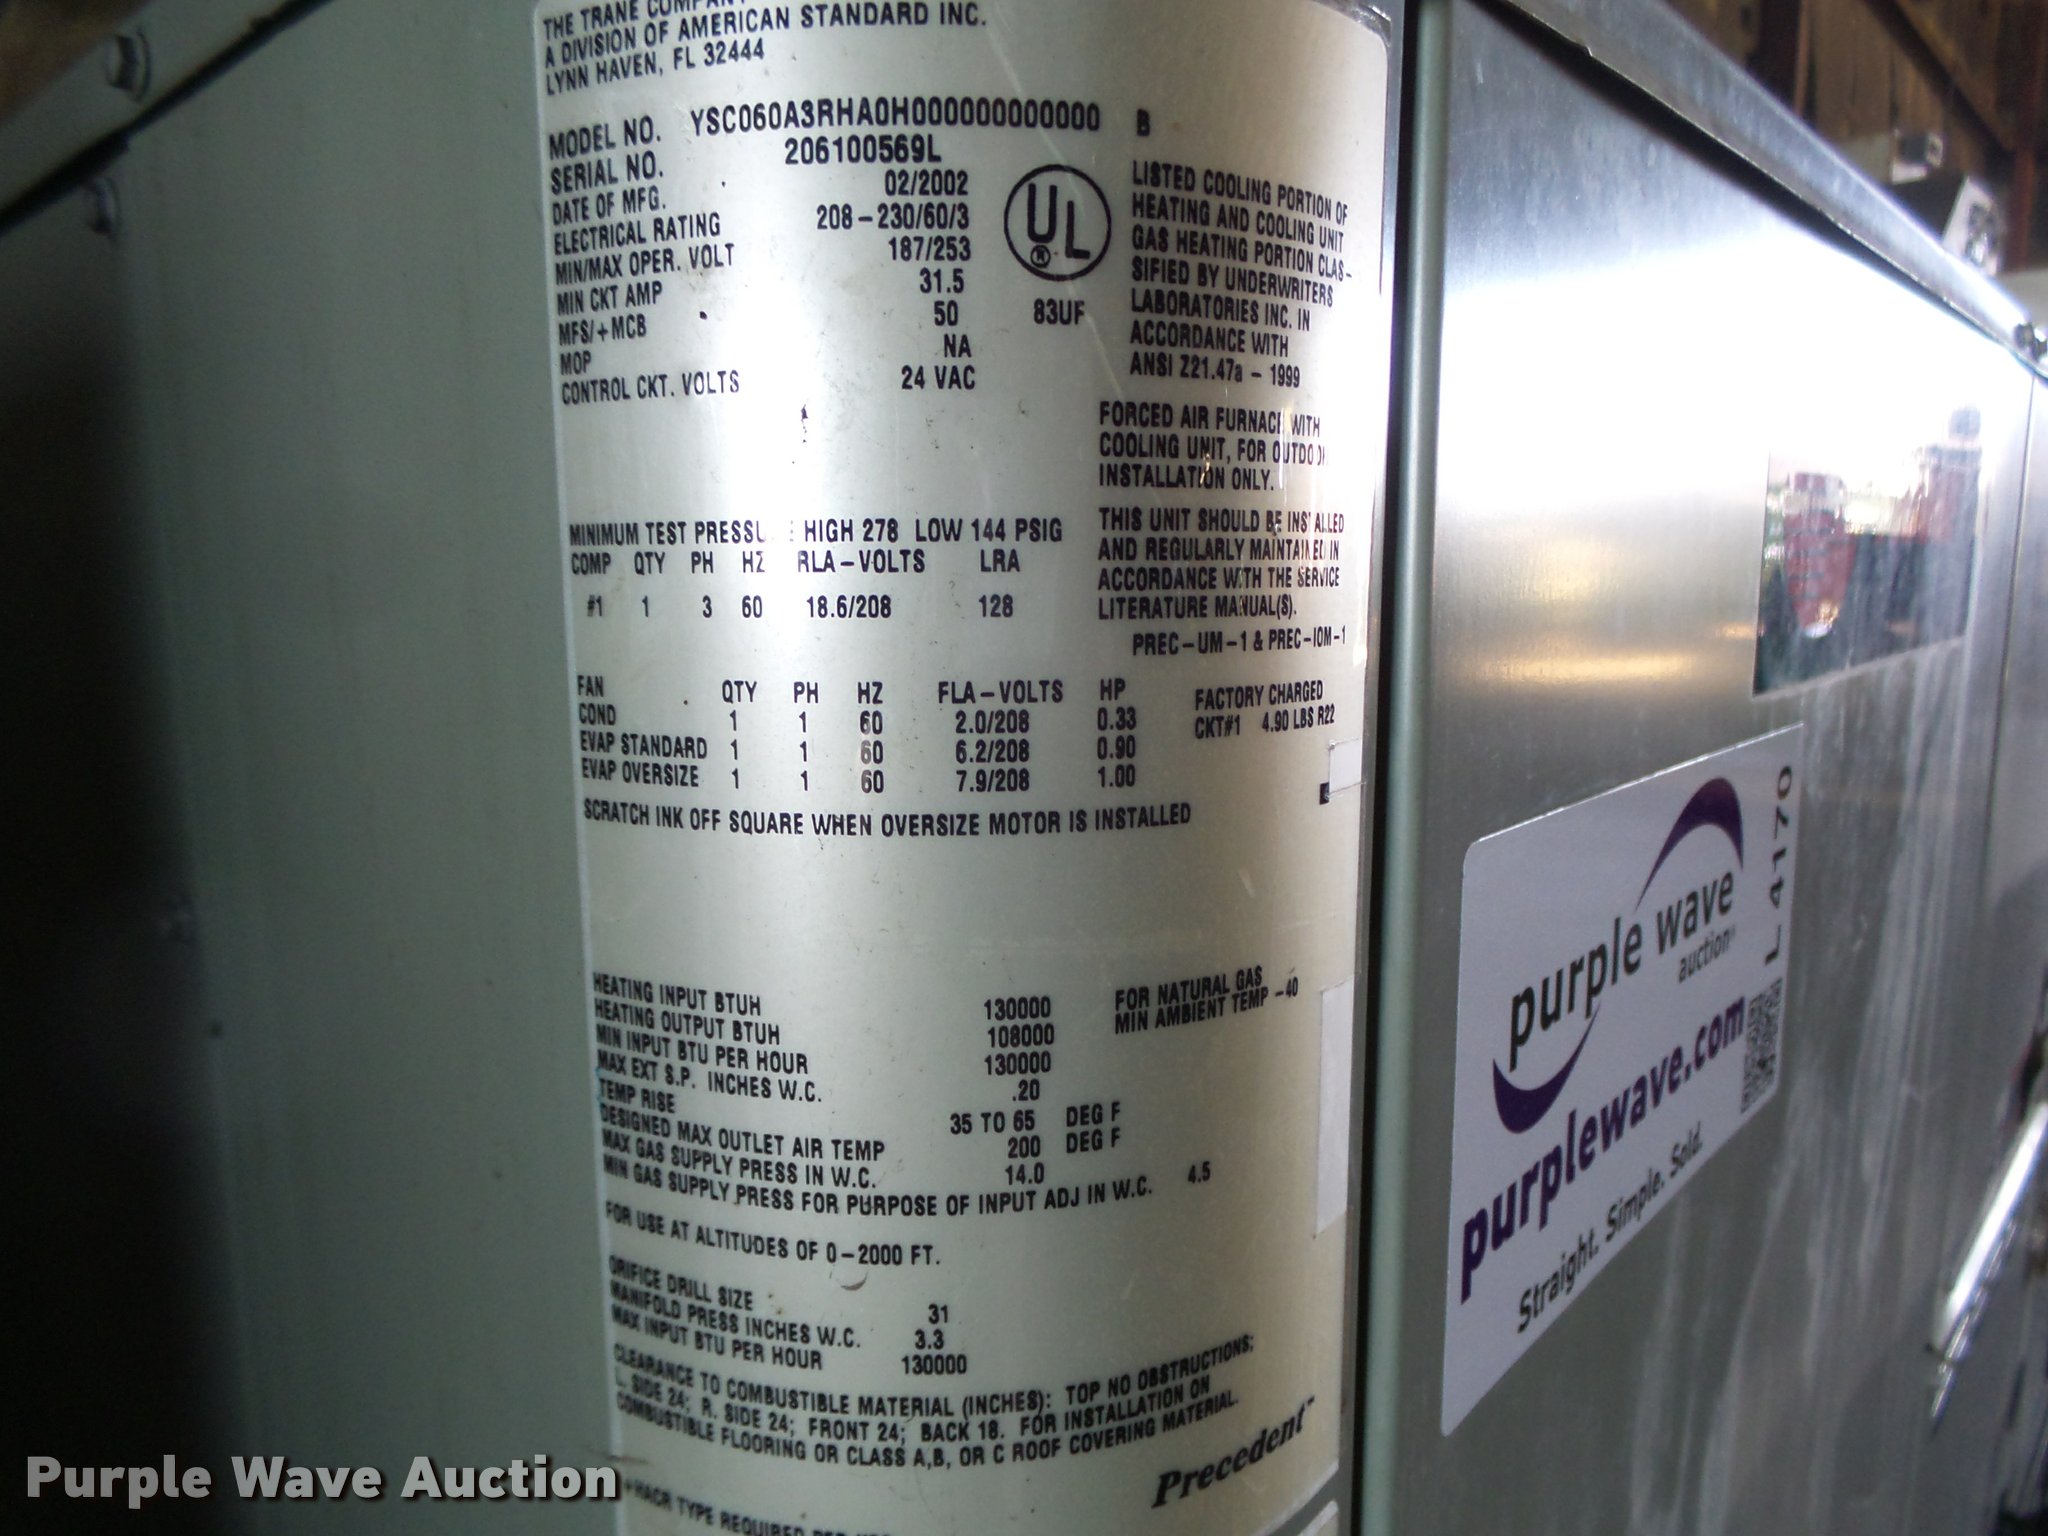 THE TRANE COMPANY
A DIVISION OF AMERICAN STANDARD INC.
LYNN HAVEN, FL 32444
MODEL NO. YSC060A3RHA0H000000000000 B
SERIAL NO. 206100569L
DATE OF MFG. 02/2002
ELECTRICAL RATING 208-230/60/3
MIN/MAX OPER. VOLT 187/253
MIN CKT AMP 31.5
MFS/+MCB 50
MOP NA
CONTROL CKT. VOLTS 24 VAC
UL
®
83UF
LISTED COOLING PORTION OF
HEATING AND COOLING UNIT
GAS HEATING PORTION CLAS-
SIFIED BY UNDERWRITERS
LABORATORIES INC. IN
ACCORDANCE WITH
ANSI Z21.47a - 1999
FORCED AIR FURNACE WITH
COOLING UNIT, FOR OUTDOOR
INSTALLATION ONLY.
THIS UNIT SHOULD BE INSTALLED
AND REGULARLY MAINTAINED IN
ACCORDANCE WITH THE SERVICE
LITERATURE MANUAL(S).
PREC-UM-1 & PREC-IOM-1
MINIMUM TEST PRESSURE HIGH 278 LOW 144 PSIG
COMP QTY PH HZ RLA-VOLTS LRA
#1 1 3 60 18.6/208 128
FAN QTY PH HZ FLA-VOLTS HP
COND 1 1 60 2.0/208 0.33
EVAP STANDARD 1 1 60 6.2/208 0.90
EVAP OVERSIZE 1 1 60 7.9/208 1.00
FACTORY CHARGED
CKT#1 4.90 LBS R22
SCRATCH INK OFF SQUARE WHEN OVERSIZE MOTOR IS INSTALLED
HEATING INPUT BTUH 130000
HEATING OUTPUT BTUH 108000
MIN INPUT BTU PER HOUR 130000
MAX EXT S.P. INCHES W.C. .20
TEMP RISE 35 TO 65 DEG F
DESIGNED MAX OUTLET AIR TEMP 200 DEG F
MAX GAS SUPPLY PRESS IN W.C. 14.0
MIN GAS SUPPLY PRESS FOR PURPOSE OF INPUT ADJ IN W.C. 4.5
FOR NATURAL GAS
MIN AMBIENT TEMP -40
FOR USE AT ALTITUDES OF 0-2000 FT.
ORIFICE DRILL SIZE 31
MANIFOLD PRESS INCHES W.C. 3.3
MAX INPUT BTU PER HOUR 130000
CLEARANCE TO COMBUSTIBLE MATERIAL (INCHES): TOP NO OBSTRUCTIONS;
L. SIDE 24; R. SIDE 24; FRONT 24; BACK 18. FOR INSTALLATION ON
COMBUSTIBLE FLOORING OR CLASS A,B, OR C ROOF COVERING MATERIAL.
Precedent™
+HACR TYPE REQUIRED PER
purple wave
auction
purplewave.com
Straight. Simple. Sold.
L 4170
Purple Wave Auction